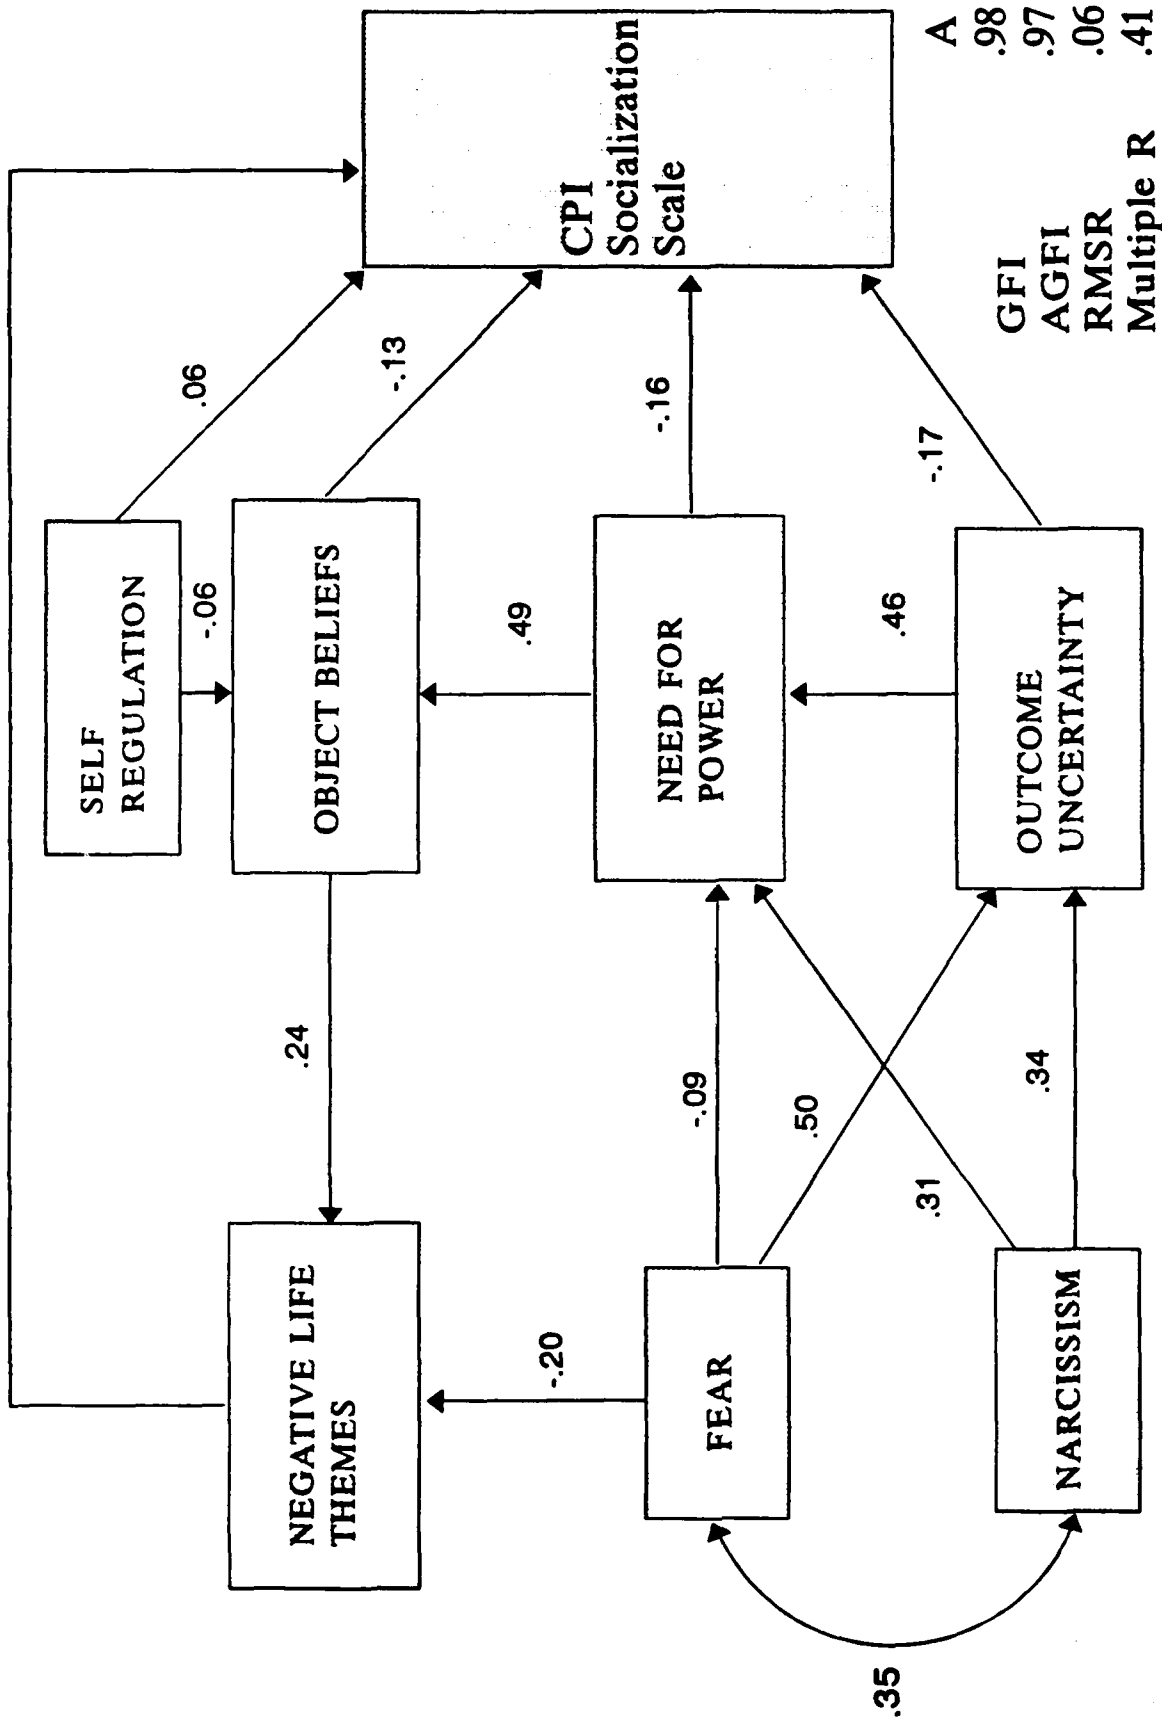 SELF
REGULATION
.06
-.06
NEGATIVE LIFE
THEMES
.24
OBJECT BELIEFS
-.13
CPI
Socialization
Scale
-.20
.49
FEAR
-.09
NEED FOR
POWER
-.16
.50
.46
.31
-.17
.35
NARCISSISM
.34
OUTCOME
UNCERTAINTY
A
GFI .98
AGFI .97
RMSR .06
Multiple R .41